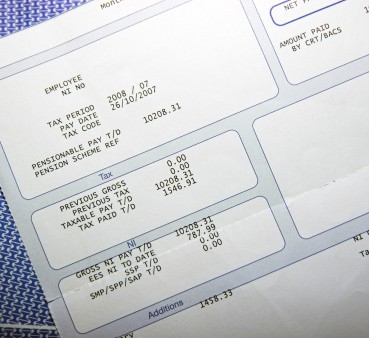 EMPLOYEE
NI NO
TAX PERIOD 2008 / 07
PAY DATE 26/10/2007
TAX CODE
PENSIONABLE PAY T/D 10208.31
PENSION SCHEME REF
Tax
PREVIOUS GROSS 0.00
PREVIOUS TAX 0.00
TAXABLE PAY T/D 10208.31
TAX PAID T/D 1546.91
NI
GROSS NI PAY T/D 10208.31
EES NI TO DATE 787.99
SSP T/D 0.00
SMP/SPP/SAP T/D 0.00
Additions
1458.33
NET
AMOUNT PAID
BY CRT/BACS
NI